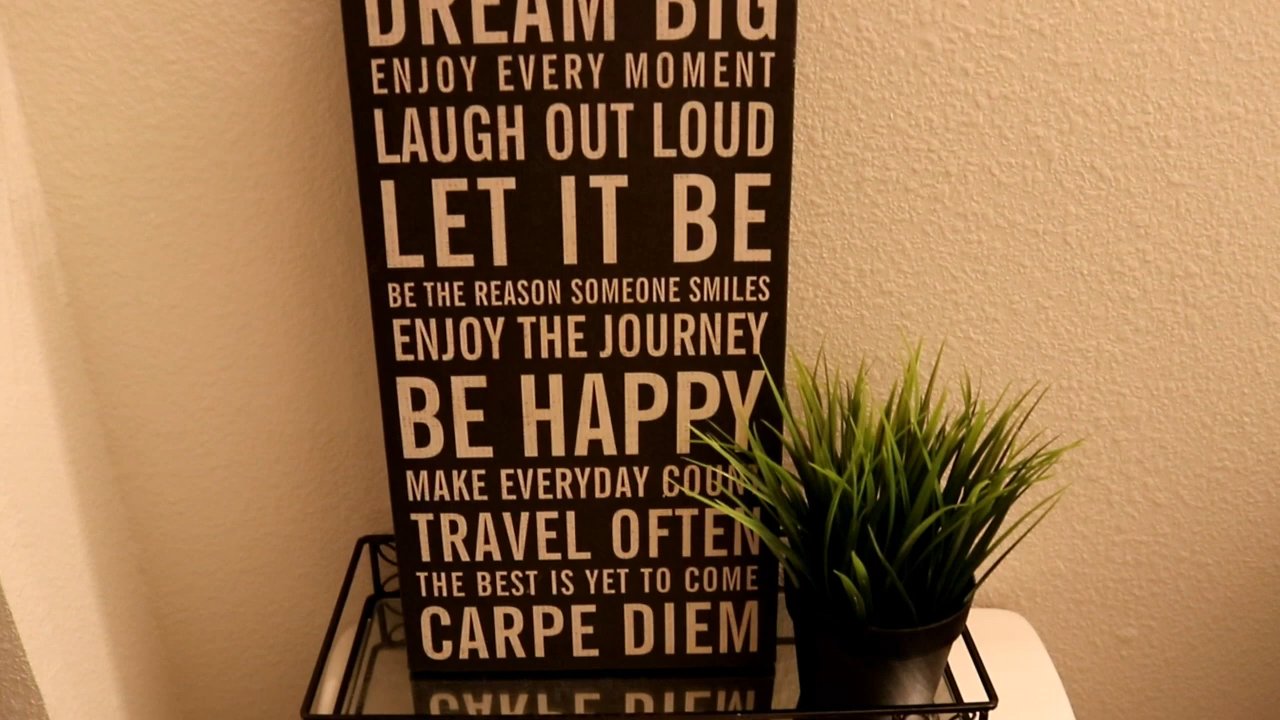 DREAM BIG
ENJOY EVERY MOMENT
LAUGH OUT LOUD
LET IT BE
BE THE REASON SOMEONE SMILES
ENJOY THE JOURNEY
BE HAPPY
MAKE EVERYDAY COUNT
TRAVEL OFTEN
THE BEST IS YET TO COME
CARPE DIEM